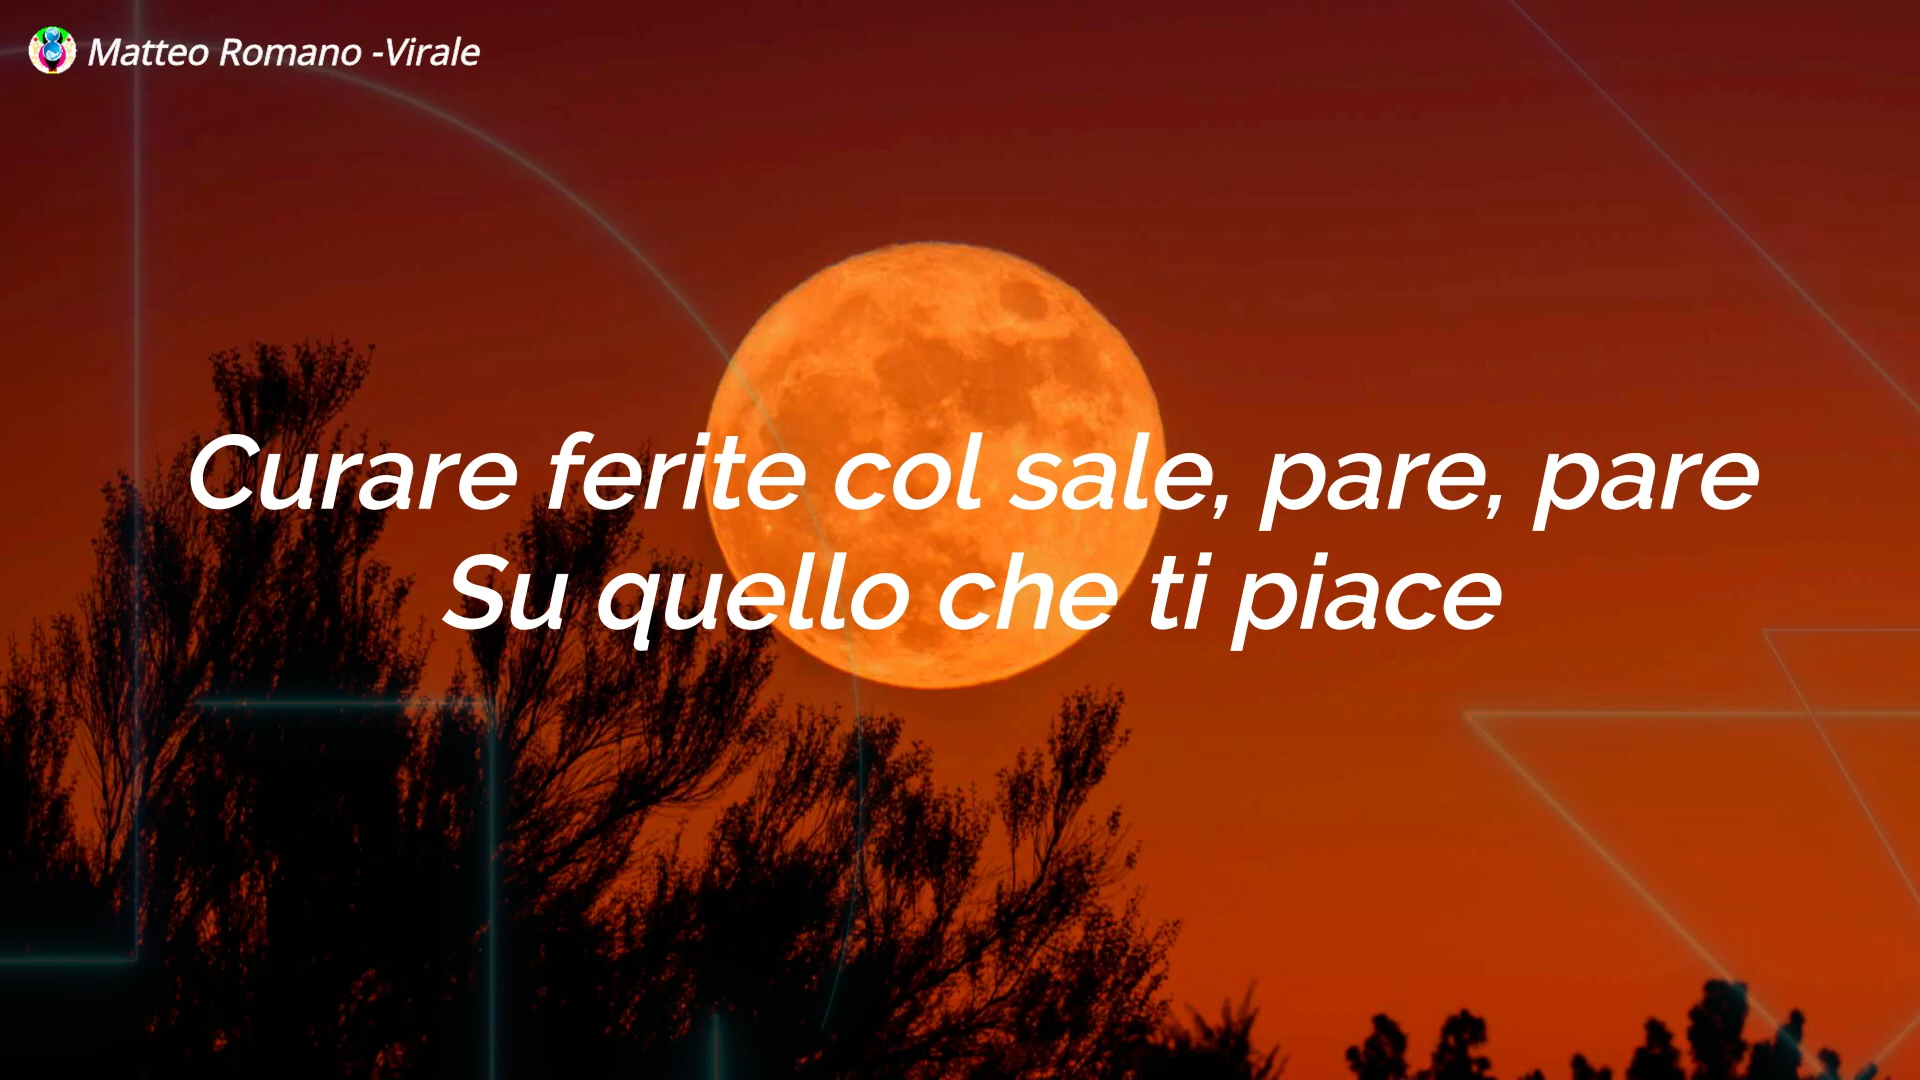 Matteo Romano -Virale
Curare ferite col sale, pare, pare
Su quello che ti piace